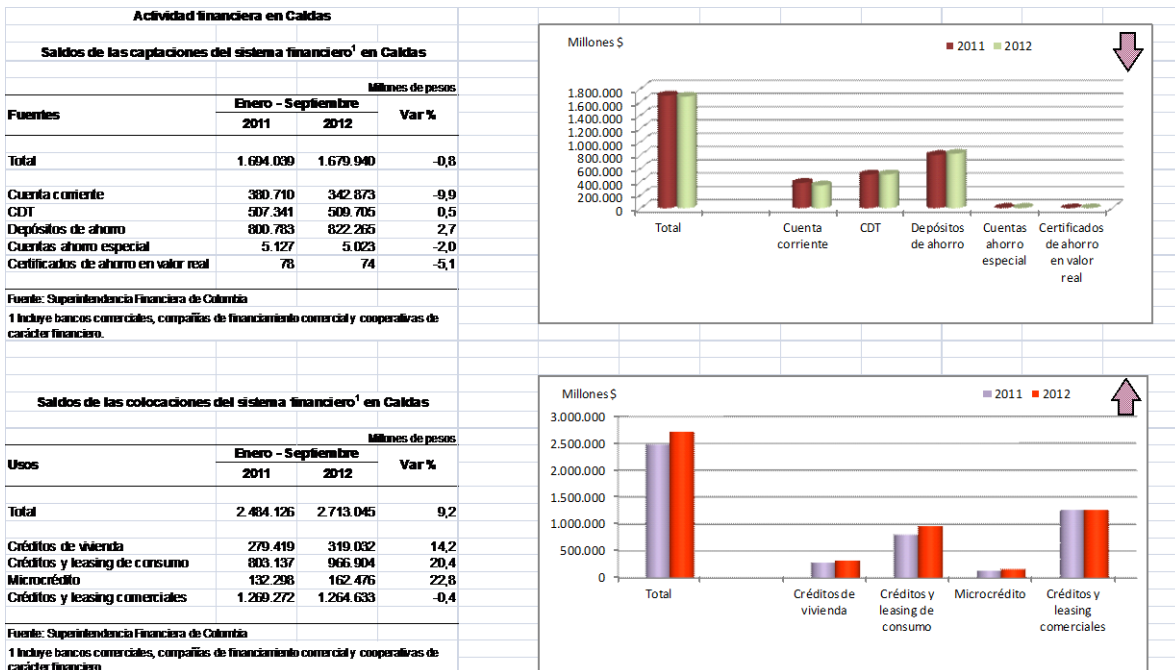 Actividad financiera en Caldas
Saldos de las captaciones del sistema financiero1 en Caldas
Millones de pesos
Fuentes Enero - Septiembre Var %
2011 2012
Total 1.694.039 1.679.940 -0,8
Cuenta corriente 380.710 342.873 -9,9
CDT 507.341 509.705 0,5
Depósitos de ahorro 800.783 822.265 2,7
Cuentas ahorro especial 5.127 5.023 -2,0
Certificados de ahorro en valor real 78 74 -5,1
Fuente: Superintendencia Financiera de Colombia
1 Incluye bancos comerciales, compañías de financiamiento comercial y cooperativas de
carácter financiero.
Millones $
2011 2012
1.800.000
1.600.000
1.400.000
1.200.000
1.000.000
800.000
600.000
400.000
200.000
0
Total Cuenta CDT Depósitos Cuentas Certificados
corriente de ahorro ahorro de ahorro
especial en valor
real
Saldos de las colocaciones del sistema financiero1 en Caldas
Millones de pesos
Usos Enero - Septiembre Var %
2011 2012
Total 2.484.126 2.713.045 9,2
Créditos de vivienda 279.419 319.032 14,2
Créditos y leasing de consumo 803.137 966.904 20,4
Microcrédito 132.298 162.476 22,8
Créditos y leasing comerciales 1.269.272 1.264.633 -0,4
Fuente: Superintendencia Financiera de Colombia
1 Incluye bancos comerciales, compañías de financiamiento comercial y cooperativas de
carácter financiero
Millones $
2011 2012
3.000.000
2.500.000
2.000.000
1.500.000
1.000.000
500.000
0
Total Créditos de Créditos y Microcrédito Créditos y
vivienda leasing de leasing
consumo comerciales